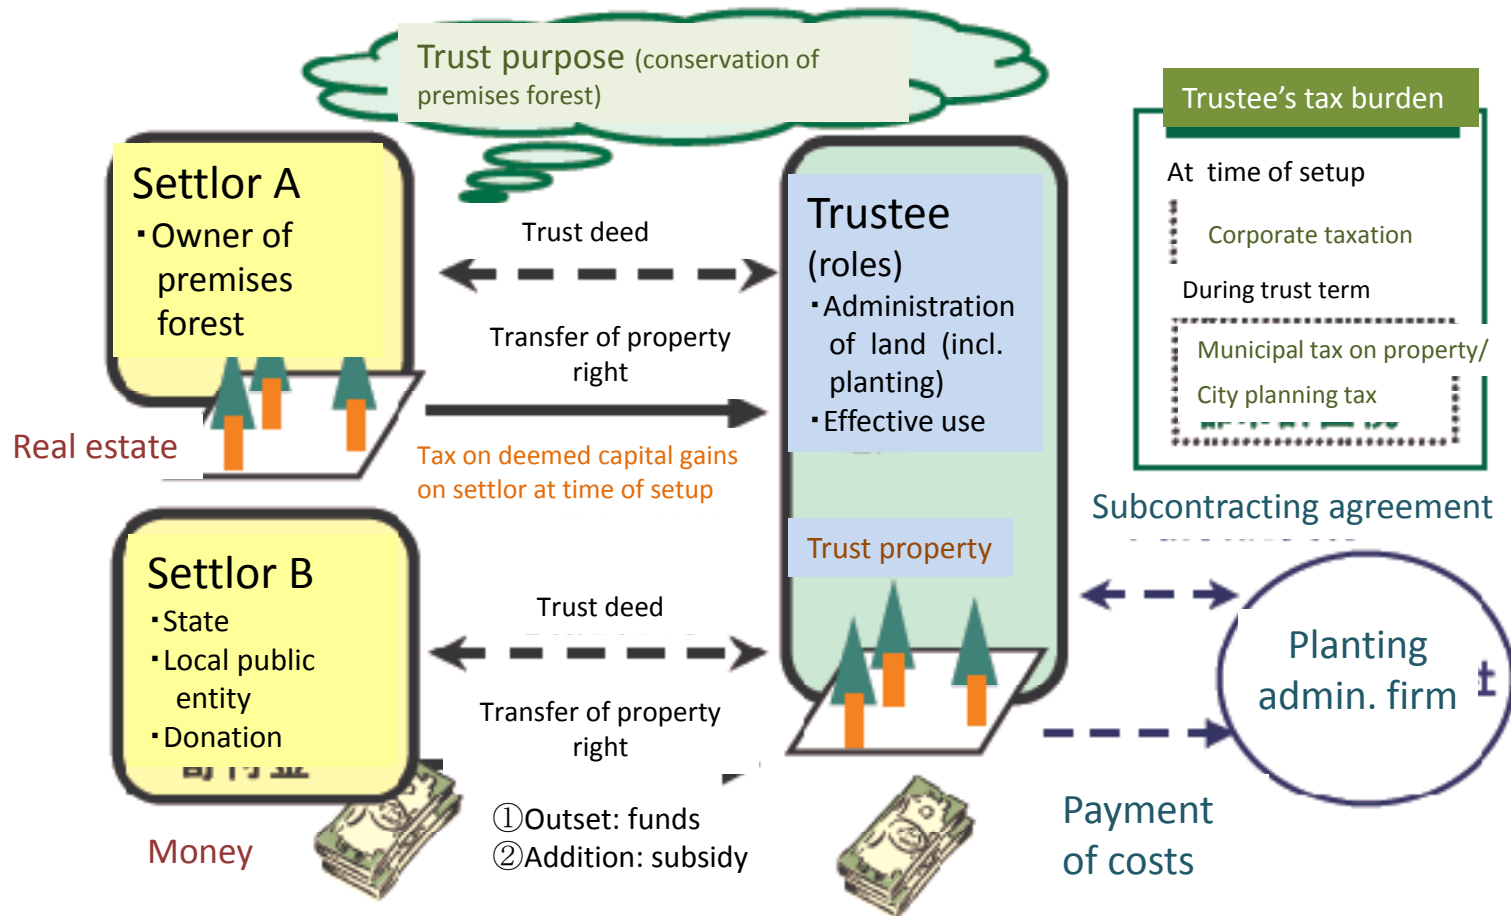 Trust purpose (conservation of
premises forest)
Trustee's tax burden
At time of setup
Corporate taxation
During trust term
Municipal tax on property/
City planning tax
Settlor A
・Owner of
premises
forest
Real estate
Trust deed
Transfer of property
right
Tax on deemed capital gains
on settlor at time of setup
Trustee
(roles)
・Administration
of land (incl.
planting)
・Effective use
Trust property
Settlor B
・State
・Local public
entity
・Donation
Money
Trust deed
Transfer of property
right
①Outset: funds
②Addition: subsidy
Subcontracting agreement
Planting
admin. firm
Payment
of costs